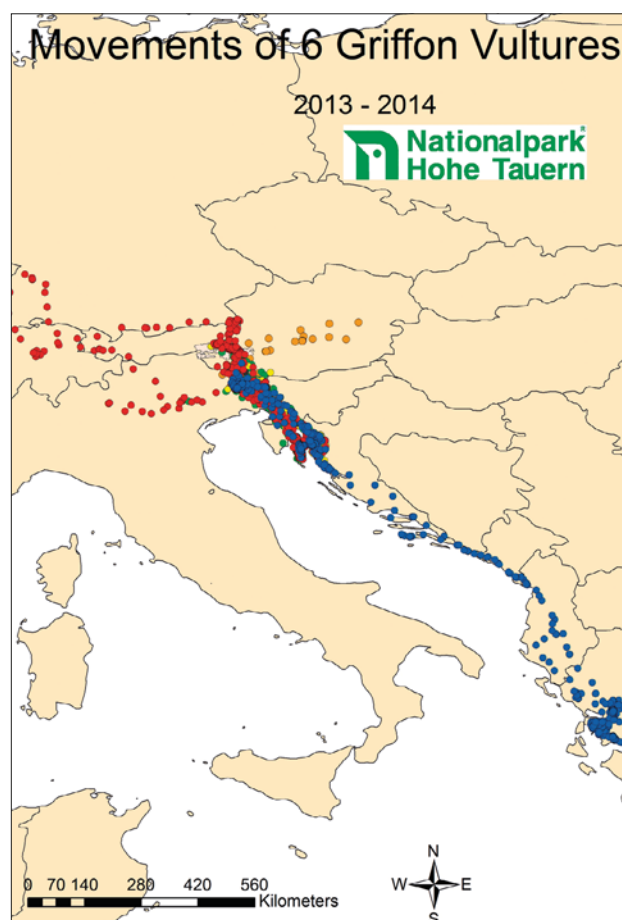 Movements of 6 Griffon Vultures
2013 - 2014
Nationalpark®
Hohe Tauern
N
W E
S
0 70 140 280 420 560
Kilometers